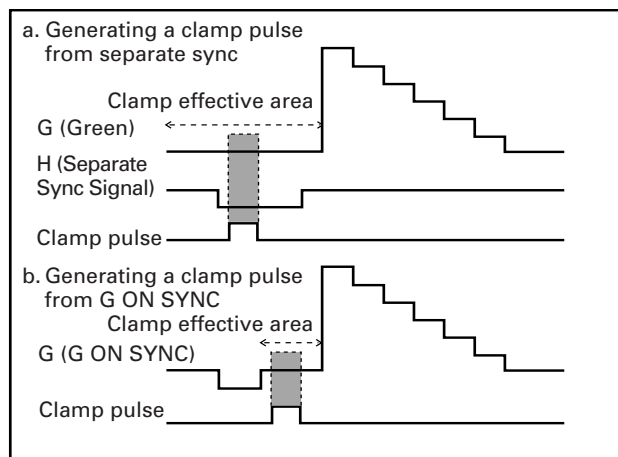 a. Generating a clamp pulse
from separate sync
Clamp effective area
G (Green)
H (Separate
Sync Signal)
Clamp pulse
b. Generating a clamp pulse
from G ON SYNC
Clamp effective area
G (G ON SYNC)
Clamp pulse